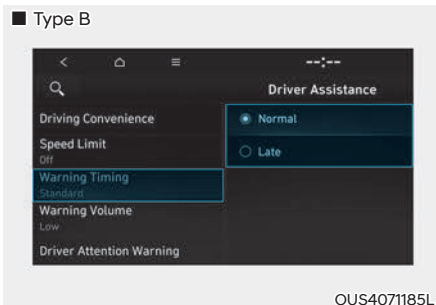 ■ Type B
--:--
Driver Assistance
Driving Convenience
Speed Limit
Off
Warning Timing
Standard
Warning Volume
Low
Driver Attention Warning
Normal
Late
OUS4071185L